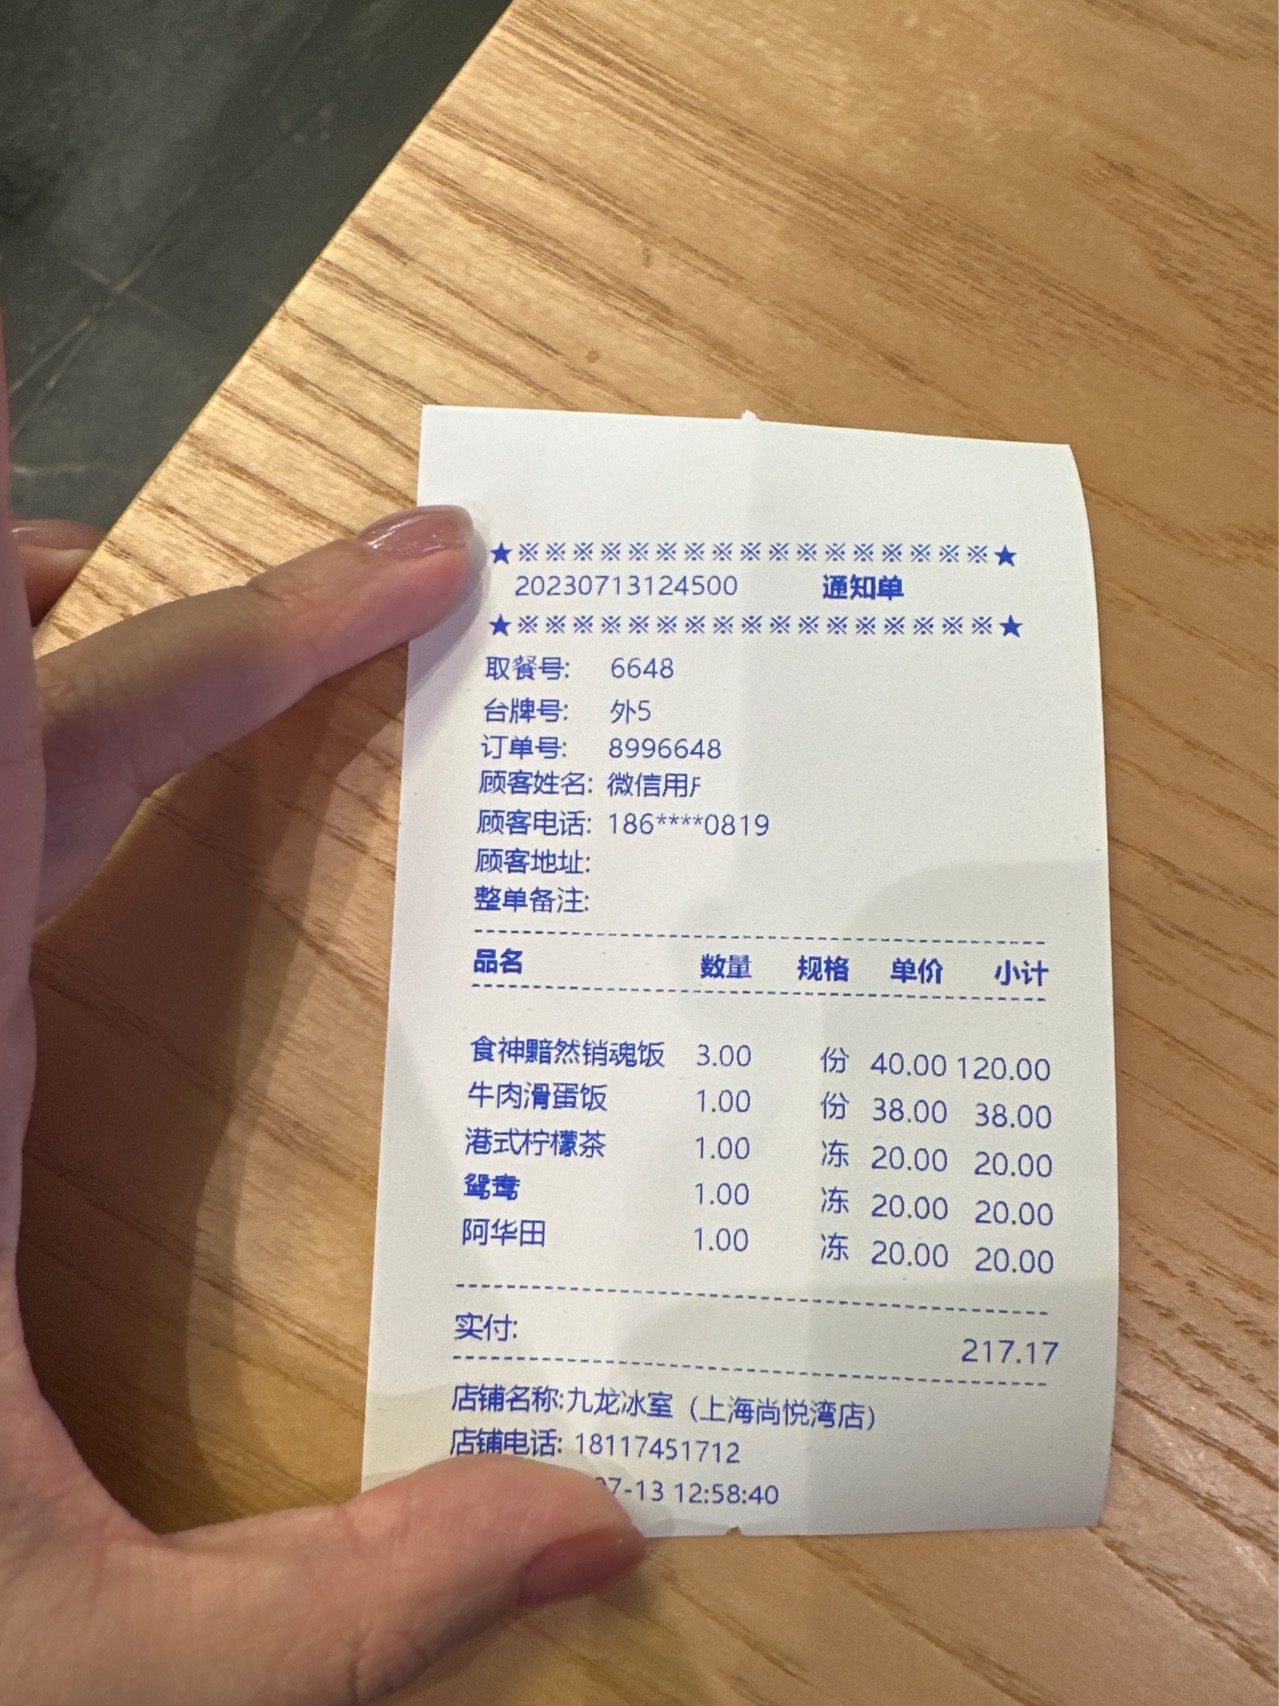 ★※※※※※※※※※※※※※※※※※★
20230713124500 通知单
★※※※※※※※※※※※※※※※※※★
取餐号: 6648
台牌号: 外5
订单号: 8996648
顾客姓名: 微信用
顾客电话: 186****0819
顾客地址:
整单备注:
品名 数量 规格 单价 小计
食神黯然销魂饭 3.00 份 40.00 120.00
牛肉滑蛋饭 1.00 份 38.00 38.00
港式柠檬茶 1.00 冻 20.00 20.00
鸳鸯 1.00 冻 20.00 20.00
阿华田 1.00 冻 20.00 20.00
实付: 217.17
店铺名称:九龙冰室（上海尚悦湾店）
店铺电话: 18117451712
07-13 12:58:40